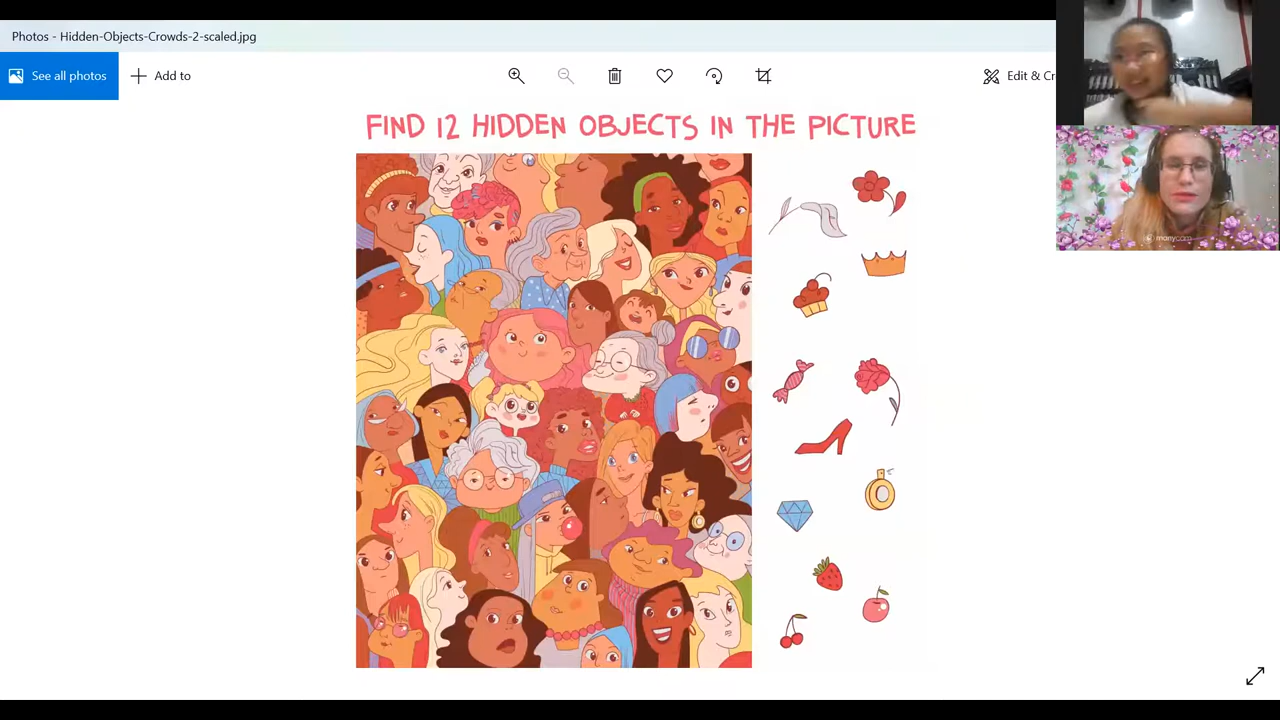 Photos - Hidden-Objects-Crowds-2-scaled.jpg
See all photos
Add to
Edit & Cr
FIND 12 HIDDEN OBJECTS IN THE PICTURE
manycam